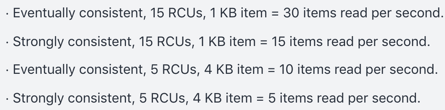 · Eventually consistent, 15 RCUs, 1 KB item = 30 items read per second.
· Strongly consistent, 15 RCUs, 1 KB item = 15 items read per second.
· Eventually consistent, 5 RCUs, 4 KB item = 10 items read per second.
· Strongly consistent, 5 RCUs, 4 KB item = 5 items read per second.